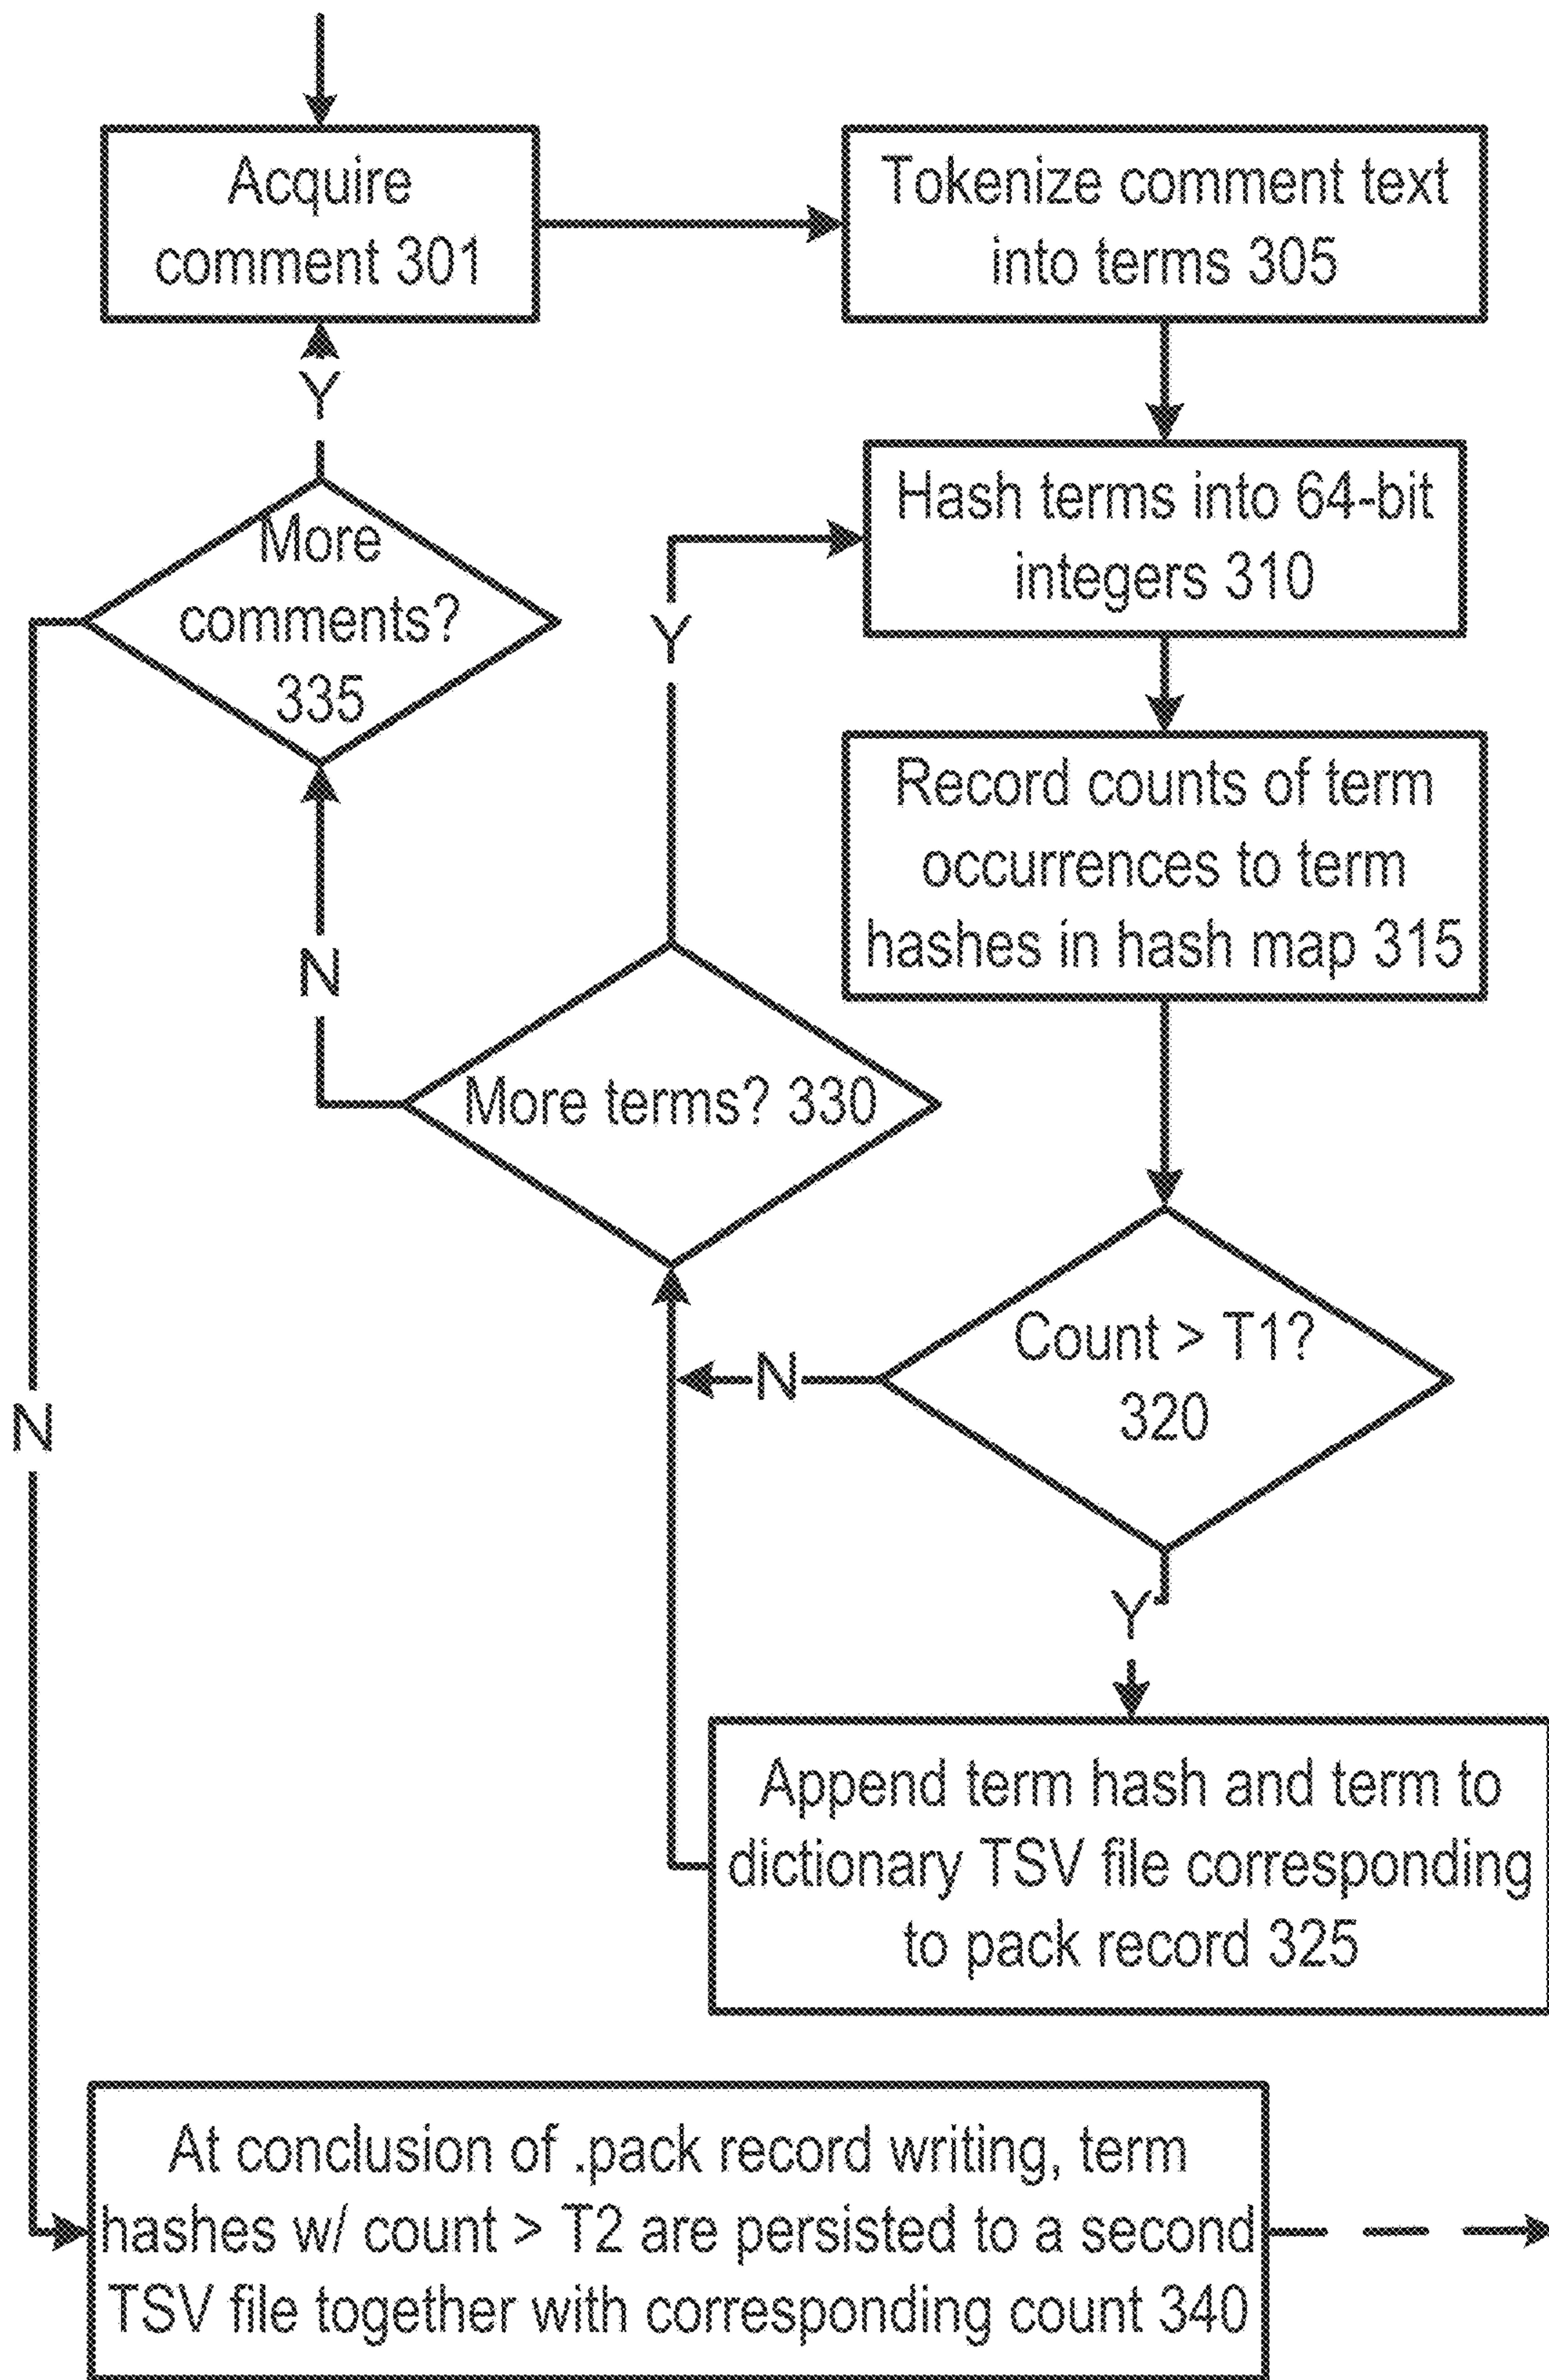 Acquire
comment 301
Tokenize comment text
into terms 305
Y
Hash terms into 64-bit
integers 310
More
comments?
335
Y
Record counts of term
occurrences to term
hashes in hash map 315
N
More terms? 330
Count > T1?
320
N
N
Y
Append term hash and term to
dictionary TSV file corresponding
to pack record 325
At conclusion of .pack record writing, term
hashes w/ count > T2 are persisted to a second
TSV file together with corresponding count 340